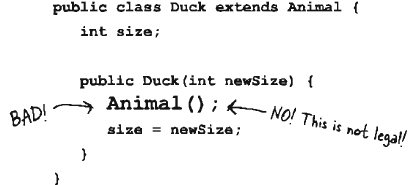 public class Duck extends Animal {
int size;
public Duck(int newSize) {
BAD! Animal(); NO! This is not legal!
size = newSize;
}
}